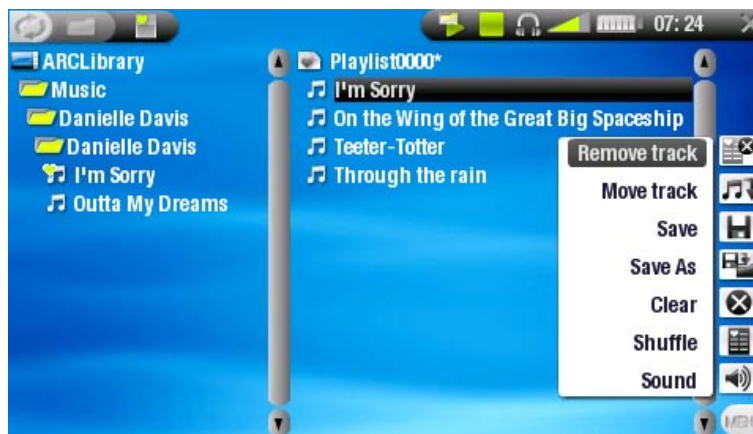 07:24
ARCLibrary
Music
Danielle Davis
Danielle Davis
I'm Sorry
Outta My Dreams
Playlist0000*
I'm Sorry
On the Wing of the Great Big Spaceship
Teeter-Totter
Through the rain
Remove track
Move track
Save
Save As
Clear
Shuffle
Sound
MENU